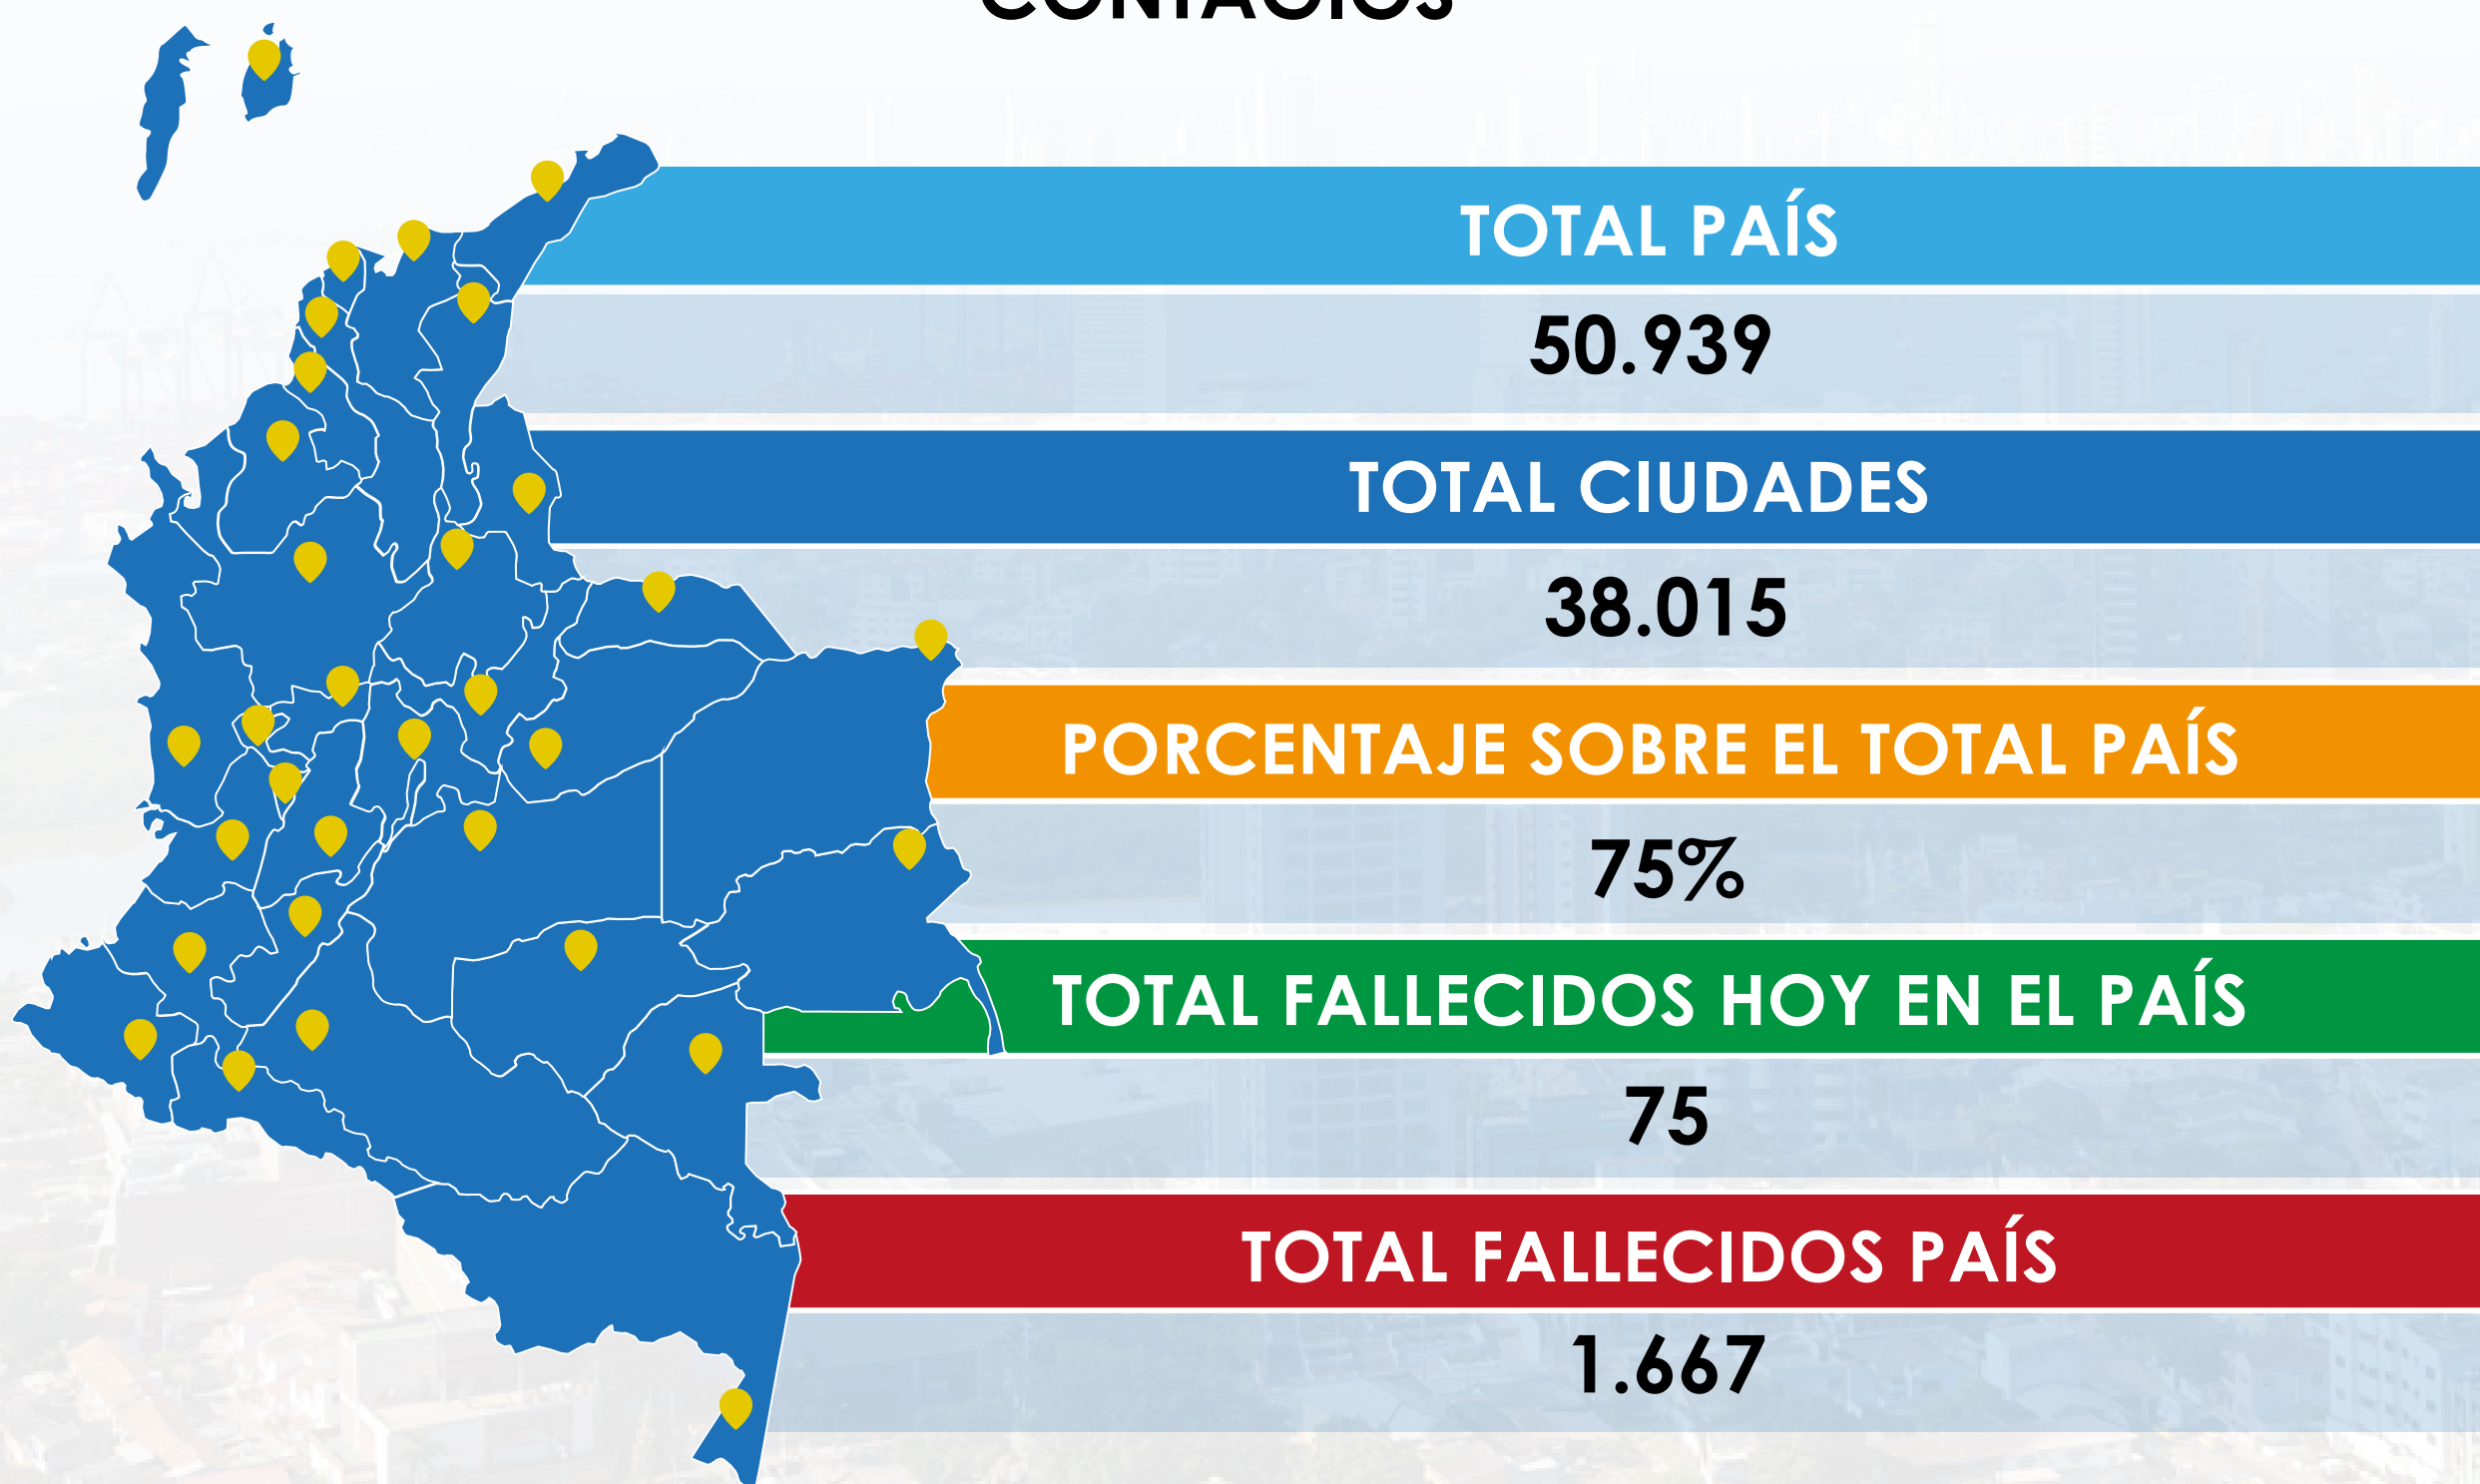 CONTAGIOS
TOTAL PAÍS
50.939
TOTAL CIUDADES
38.015
PORCENTAJE SOBRE EL TOTAL PAÍS
75%
TOTAL FALLECIDOS HOY EN EL PAÍS
75
TOTAL FALLECIDOS PAÍS
1.667